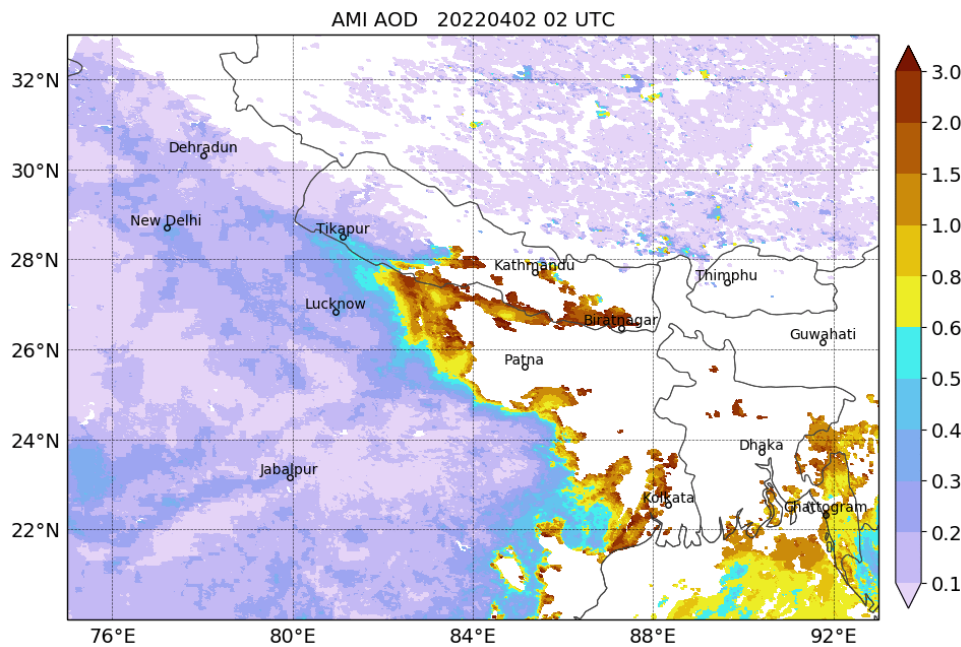 AMI AOD   20220402 02 UTC
32°N
30°N
28°N
26°N
24°N
22°N
76°E
80°E
84°E
88°E
92°E
Dehradun
New Delhi
Tikapur
Kathmandu
Thimphu
Lucknow
Biratnagar
Guwahati
Patna
Dhaka
Jabalpur
Kolkata
Chattogram
3.0
2.0
1.5
1.0
0.8
0.6
0.5
0.4
0.3
0.2
0.1